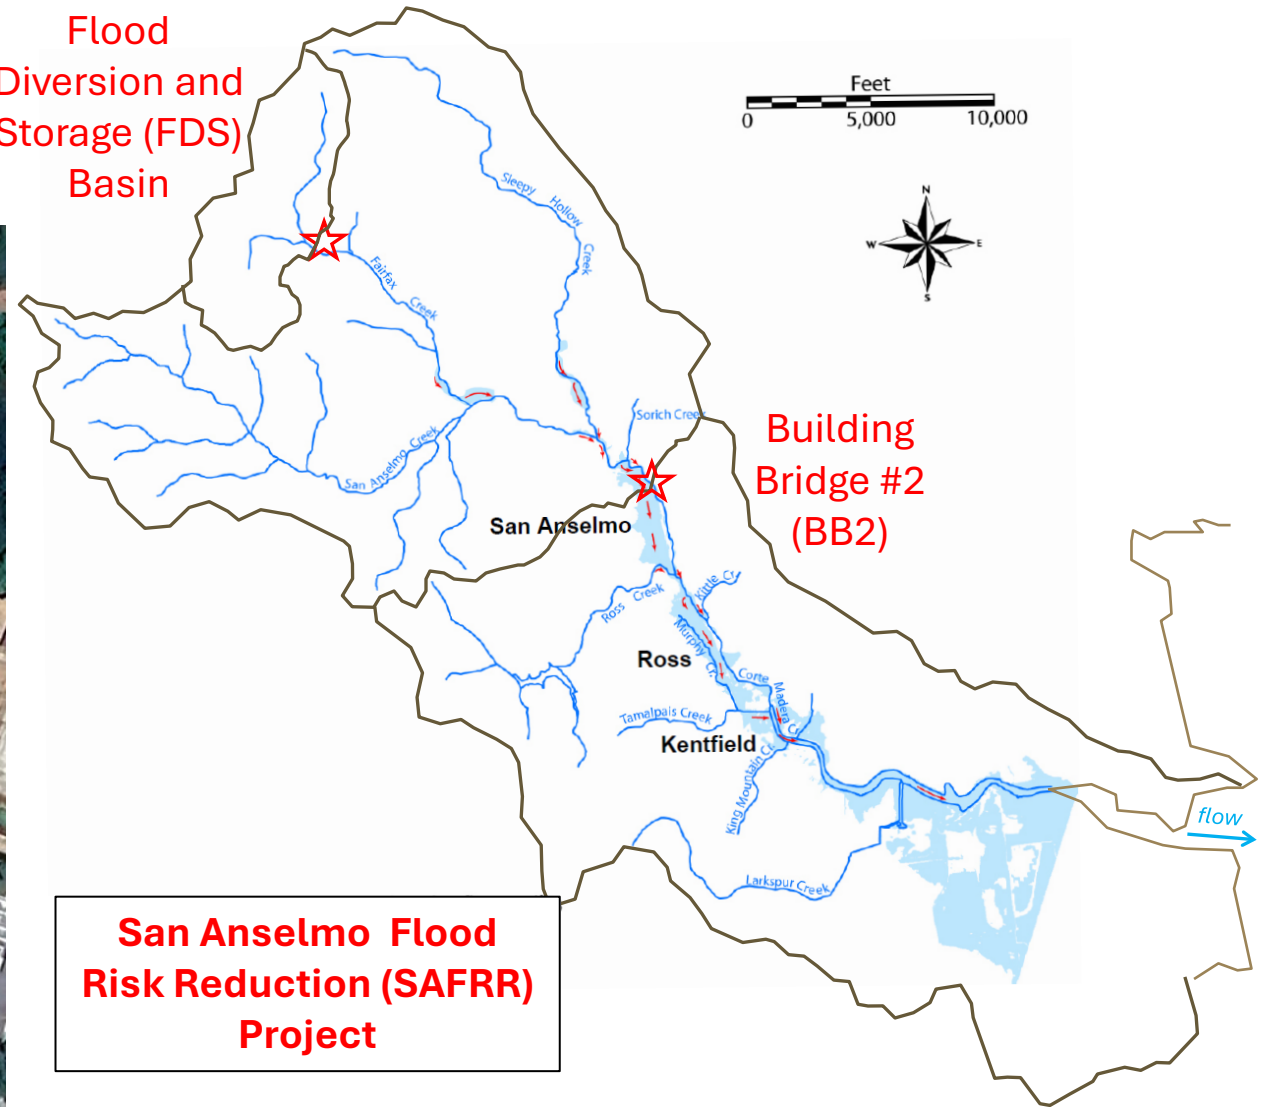 Flood
Diversion and
Storage (FDS)
Basin
Feet
0 5,000 10,000
N
W E
S
Sleepy Hollow Creek
Fairfax Creek
Sorich Creek
San Anselmo Creek
Building
Bridge #2
(BB2)
San Anselmo
Ross Creek
Kittle Cr.
Murphy Cr.
Ross
Corte Madera Cr.
Tamalpais Creek
Kentfield
King Mountain Cr.
flow
Larkspur Creek
San Anselmo Flood
Risk Reduction (SAFRR)
Project